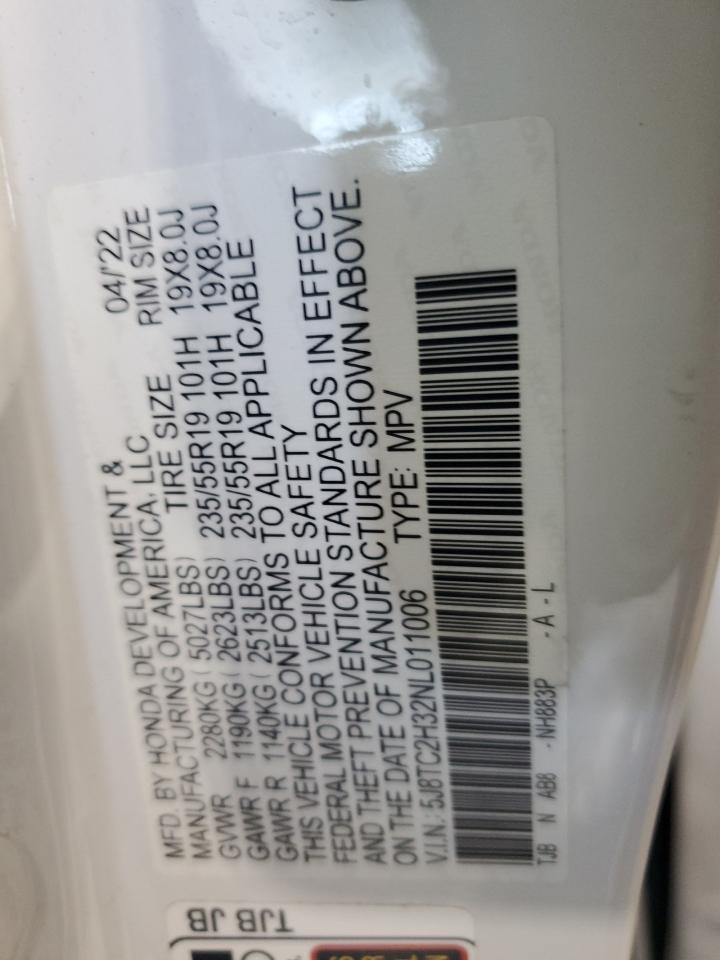 MFD. BY HONDA DEVELOPMENT & 04/'22
MANUFACTURING OF AMERICA, LLC RIM SIZE
TIRE SIZE
GVWR 2280KG ( 5027LBS) 235/55R19 101H 19X8.0J
GAWR F 1190KG ( 2623LBS) 235/55R19 101H 19X8.0J
GAWR R 1140KG ( 2513LBS)
THIS VEHICLE CONFORMS TO ALL APPLICABLE
FEDERAL MOTOR VEHICLE SAFETY
AND THEFT PREVENTION STANDARDS IN EFFECT
ON THE DATE OF MANUFACTURE SHOWN ABOVE.
V.I.N.: 5J8TC2H32NL011006 TYPE: MPV
TJB N AB8 -NH883P -A-L
TJB JB